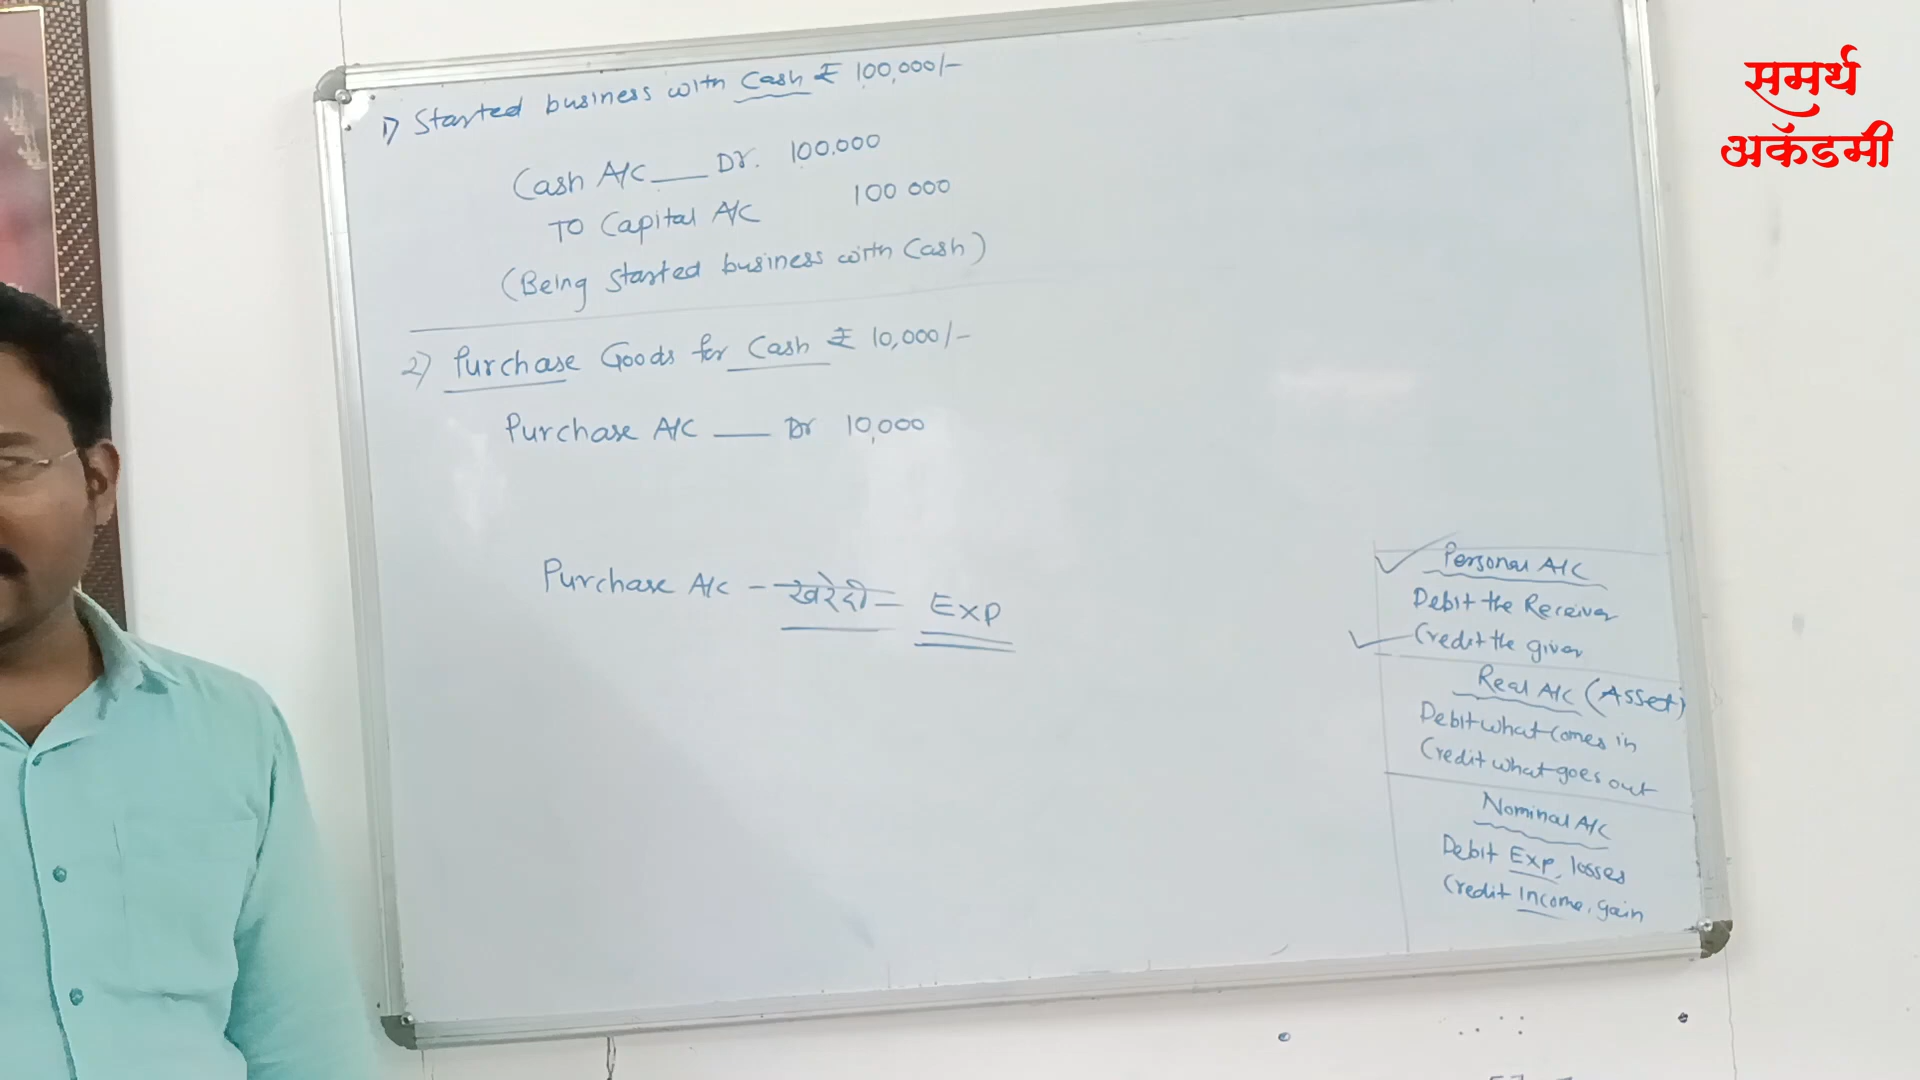 1) Started business with Cash ₹ 100,000/-
Cash A/C ___ Dr. 100.000
To Capital A/C 100 000
(Being started business with Cash)
2) Purchase Goods for Cash ₹ 10,000/-
Purchase A/C ___ Dr 10,000
Purchase A/C - खरेदी - Exp
Personal A/C
Debit the Receiver
Credit the giver
Real A/C (Asset)
Debit what comes in
Credit what goes out
Nominal A/C
Debit Exp, losses
Credit Income, gain
समर्थ
अकॅडमी